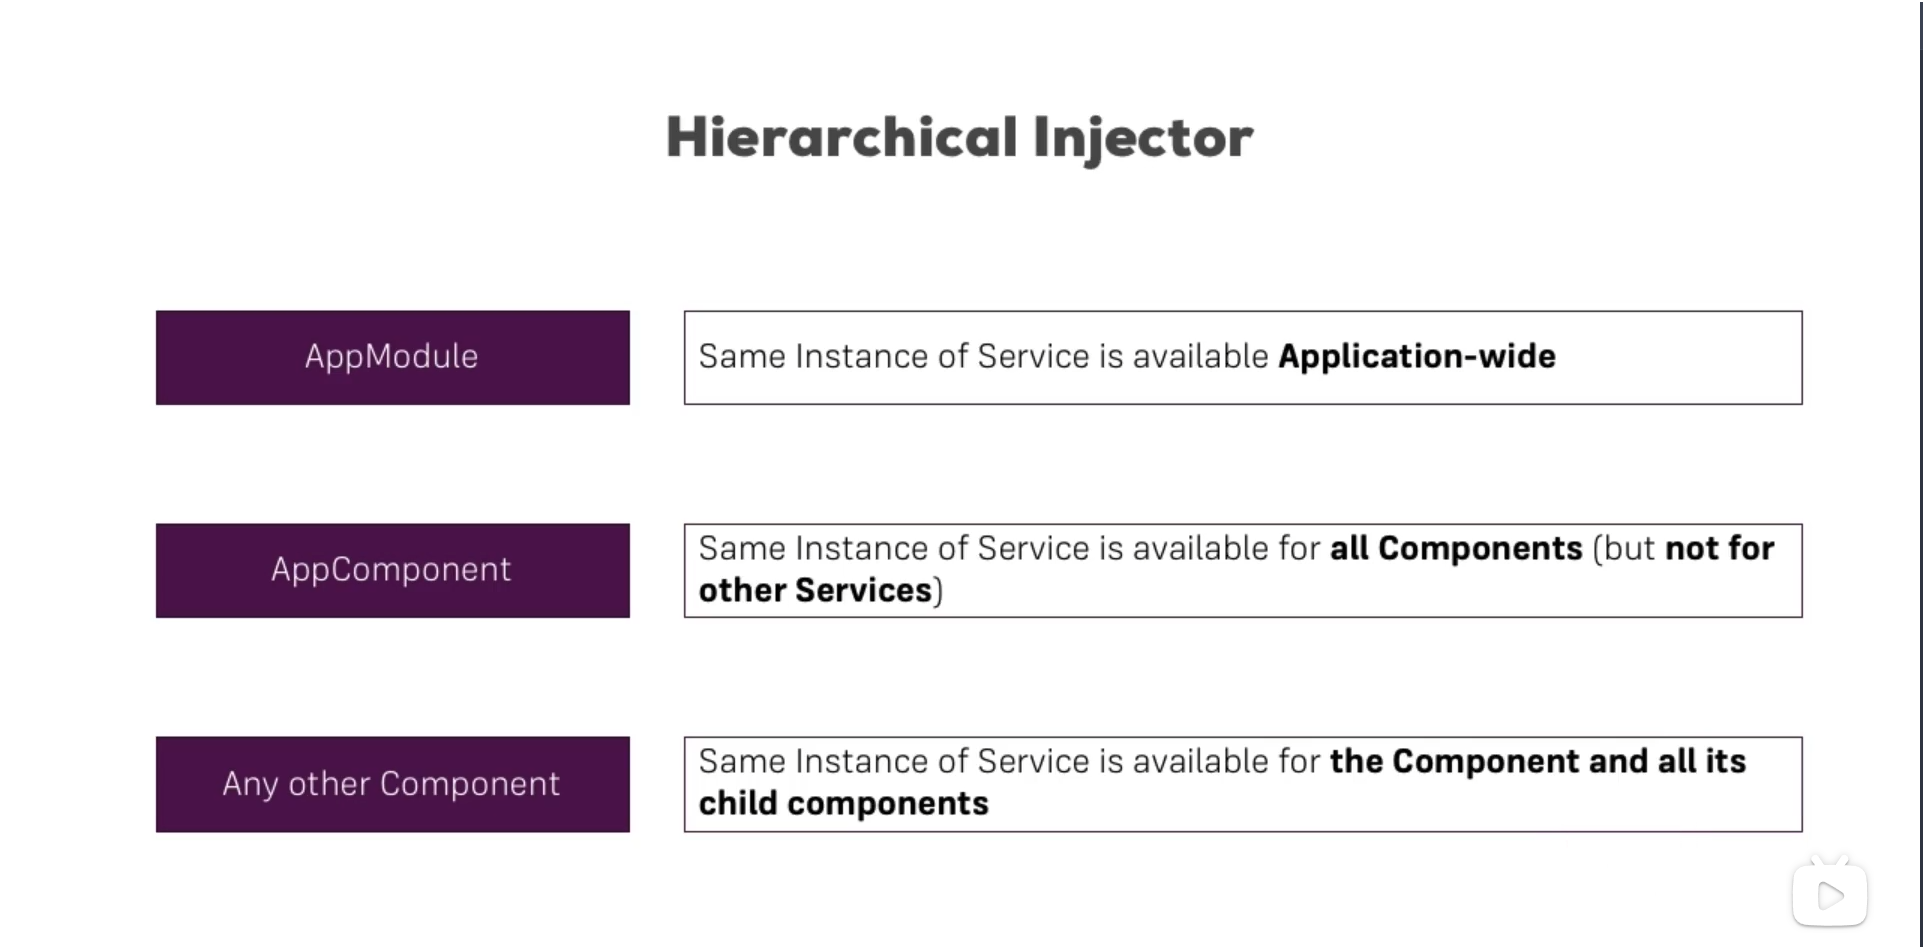 Hierarchical Injector
AppModule
Same Instance of Service is available Application-wide
AppComponent
Same Instance of Service is available for all Components (but not for
other Services)
Any other Component
Same Instance of Service is available for the Component and all its
child components